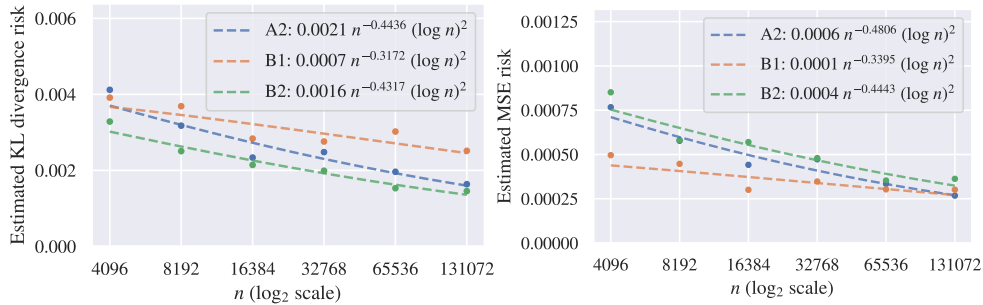 Estimated KL divergence risk
0.006
0.004
0.002
0.000
A2: 0.0021 n^−0.4436 (log n)^2
B1: 0.0007 n^−0.3172 (log n)^2
B2: 0.0016 n^−0.4317 (log n)^2
4096 8192 16384 32768 65536 131072
n (log₂ scale)
Estimated MSE risk
0.00125
0.00100
0.00075
0.00050
0.00025
0.00000
A2: 0.0006 n^−0.4806 (log n)^2
B1: 0.0001 n^−0.3395 (log n)^2
B2: 0.0004 n^−0.4443 (log n)^2
4096 8192 16384 32768 65536 131072
n (log₂ scale)